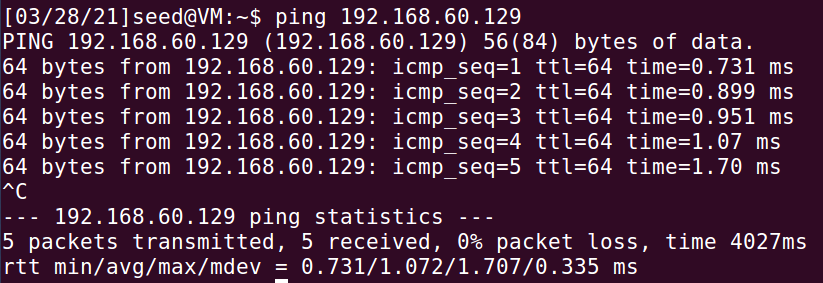 [03/28/21]seed@VM:~$ ping 192.168.60.129
PING 192.168.60.129 (192.168.60.129) 56(84) bytes of data.
64 bytes from 192.168.60.129: icmp_seq=1 ttl=64 time=0.731 ms
64 bytes from 192.168.60.129: icmp_seq=2 ttl=64 time=0.899 ms
64 bytes from 192.168.60.129: icmp_seq=3 ttl=64 time=0.951 ms
64 bytes from 192.168.60.129: icmp_seq=4 ttl=64 time=1.07 ms
64 bytes from 192.168.60.129: icmp_seq=5 ttl=64 time=1.70 ms
^C
--- 192.168.60.129 ping statistics ---
5 packets transmitted, 5 received, 0% packet loss, time 4027ms
rtt min/avg/max/mdev = 0.731/1.072/1.707/0.335 ms